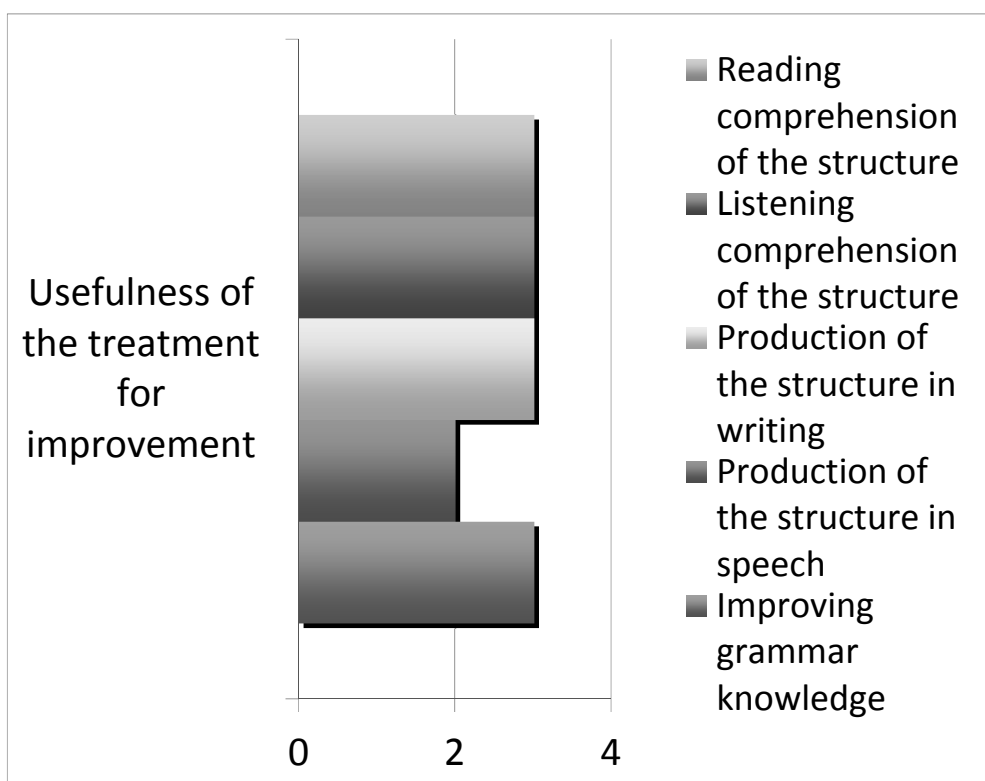 Usefulness of
the treatment
for
improvement
Reading
comprehension
of the structure
Listening
comprehension
of the structure
Production of
the structure in
writing
Production of
the structure in
speech
Improving
grammar
knowledge
0 2 4